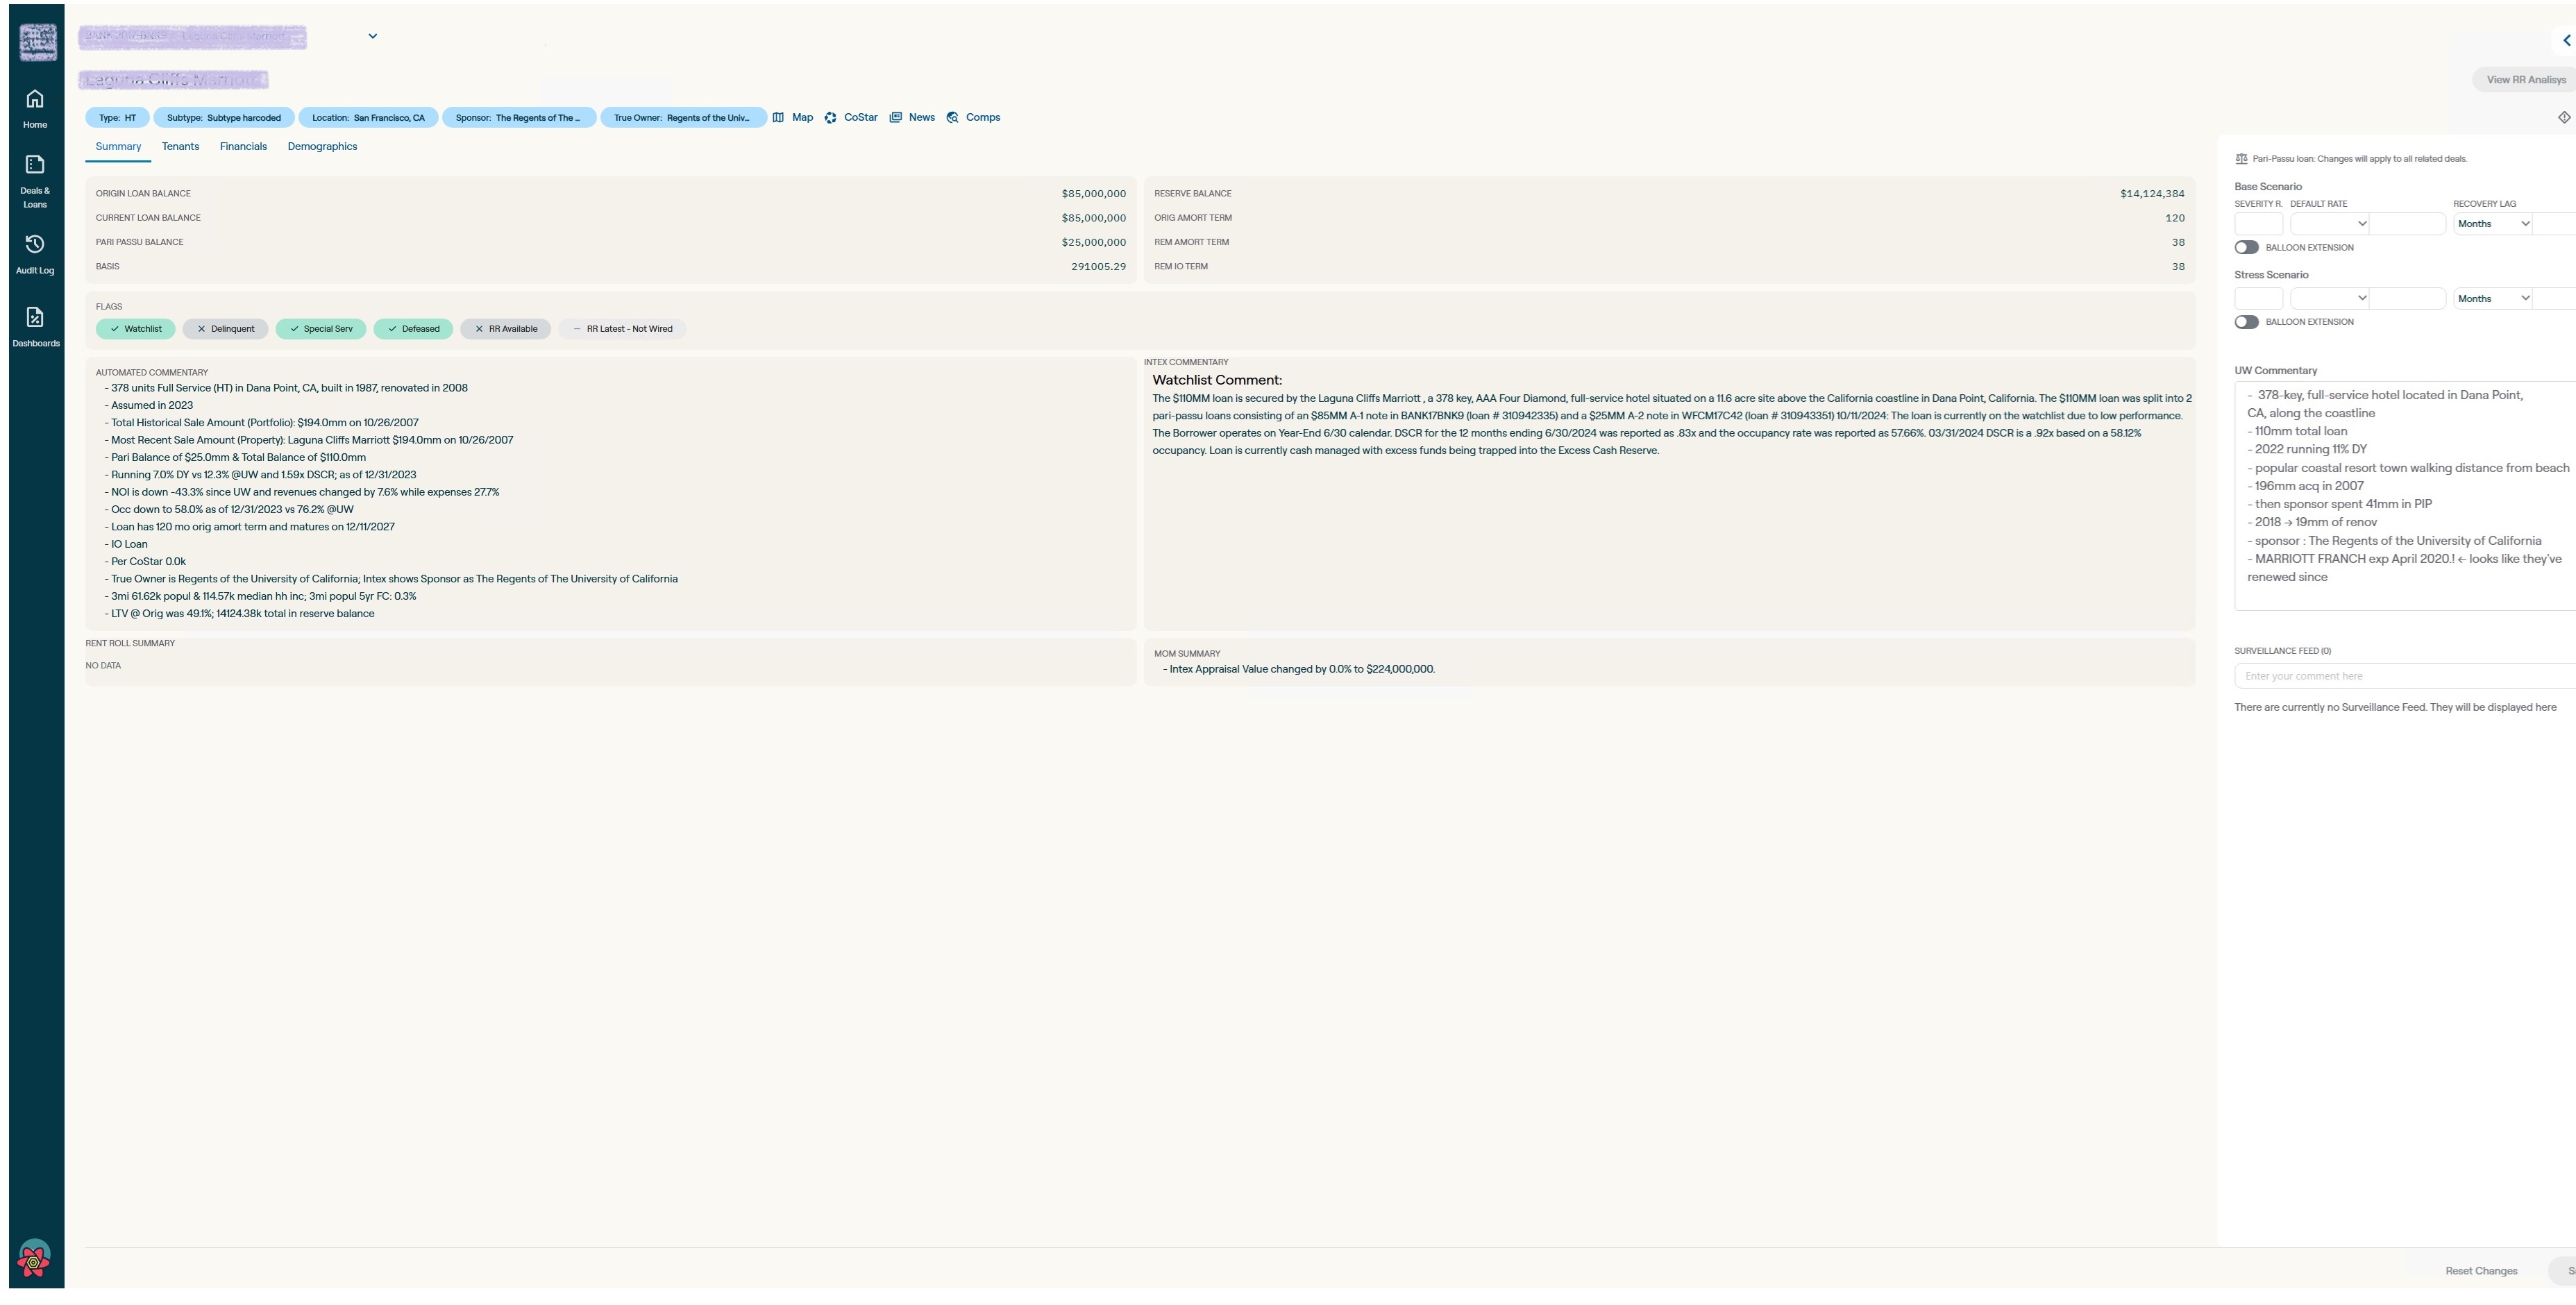 Laguna Cliffs Marriott
View RR Analisys
Home
Deals &
Loans
Audit Log
Dashboards
Type: HT
Subtype: Subtype harcoded
Location: San Francisco, CA
Sponsor: The Regents of The ...
True Owner: Regents of the Univ...
Map
CoStar
News
Comps
Summary
Tenants
Financials
Demographics
ORIGIN LOAN BALANCE $85,000,000
CURRENT LOAN BALANCE $85,000,000
PARI PASSU BALANCE $25,000,000
BASIS 291005.29
RESERVE BALANCE $14,124,384
ORIG AMORT TERM 120
REM AMORT TERM 38
REM IO TERM 38
FLAGS
Watchlist
Delinquent
Special Serv
Defeased
RR Available
RR Latest - Not Wired
AUTOMATED COMMENTARY
- 378 units Full Service (HT) in Dana Point, CA, built in 1987, renovated in 2008
- Assumed in 2023
- Total Historical Sale Amount (Portfolio): $194.0mm on 10/26/2007
- Most Recent Sale Amount (Property): Laguna Cliffs Marriott $194.0mm on 10/26/2007
- Pari Balance of $25.0mm & Total Balance of $110.0mm
- Running 7.0% DY vs 12.3% @UW and 1.59x DSCR; as of 12/31/2023
- NOI is down -43.3% since UW and revenues changed by 7.6% while expenses 27.7%
- Occ down to 58.0% as of 12/31/2023 vs 76.2% @UW
- Loan has 120 mo orig amort term and matures on 12/11/2027
- IO Loan
- Per CoStar 0.0k
- True Owner is Regents of the University of California; Intex shows Sponsor as The Regents of The University of California
- 3mi 61.62k popul & 114.57k median hh inc; 3mi popul 5yr FC: 0.3%
- LTV @ Orig was 49.1%; 14124.38k total in reserve balance
INTEX COMMENTARY
Watchlist Comment:
The $110MM loan is secured by the Laguna Cliffs Marriott , a 378 key, AAA Four Diamond, full-service hotel situated on a 11.6 acre site above the California coastline in Dana Point, California. The $110MM loan was split into 2
pari-passu loans consisting of an $85MM A-1 note in BANK17BNK9 (loan # 310942335) and a $25MM A-2 note in WFCM17C42 (loan # 310943351) 10/11/2024: The loan is currently on the watchlist due to low performance.
The Borrower operates on Year-End 6/30 calendar. DSCR for the 12 months ending 6/30/2024 was reported as .83x and the occupancy rate was reported as 57.66%. 03/31/2024 DSCR is a .92x based on a 58.12%
occupancy. Loan is currently cash managed with excess funds being trapped into the Excess Cash Reserve.
RENT ROLL SUMMARY
NO DATA
MOM SUMMARY
- Intex Appraisal Value changed by 0.0% to $224,000,000.
Pari-Passu loan: Changes will apply to all related deals.
Base Scenario
SEVERITY R. DEFAULT RATE RECOVERY LAG
Months
BALLOON EXTENSION
Stress Scenario
Months
BALLOON EXTENSION
UW Commentary
- 378-key, full-service hotel located in Dana Point,
CA, along the coastline
- 110mm total loan
- 2022 running 11% DY
- popular coastal resort town walking distance from beach
- 196mm acq in 2007
- then sponsor spent 41mm in PIP
- 2018 → 19mm of renov
- sponsor : The Regents of the University of California
- MARRIOTT FRANCH exp April 2020.! ← looks like they've
renewed since
SURVEILLANCE FEED (0)
Enter your comment here
There are currently no Surveillance Feed. They will be displayed here
Reset Changes